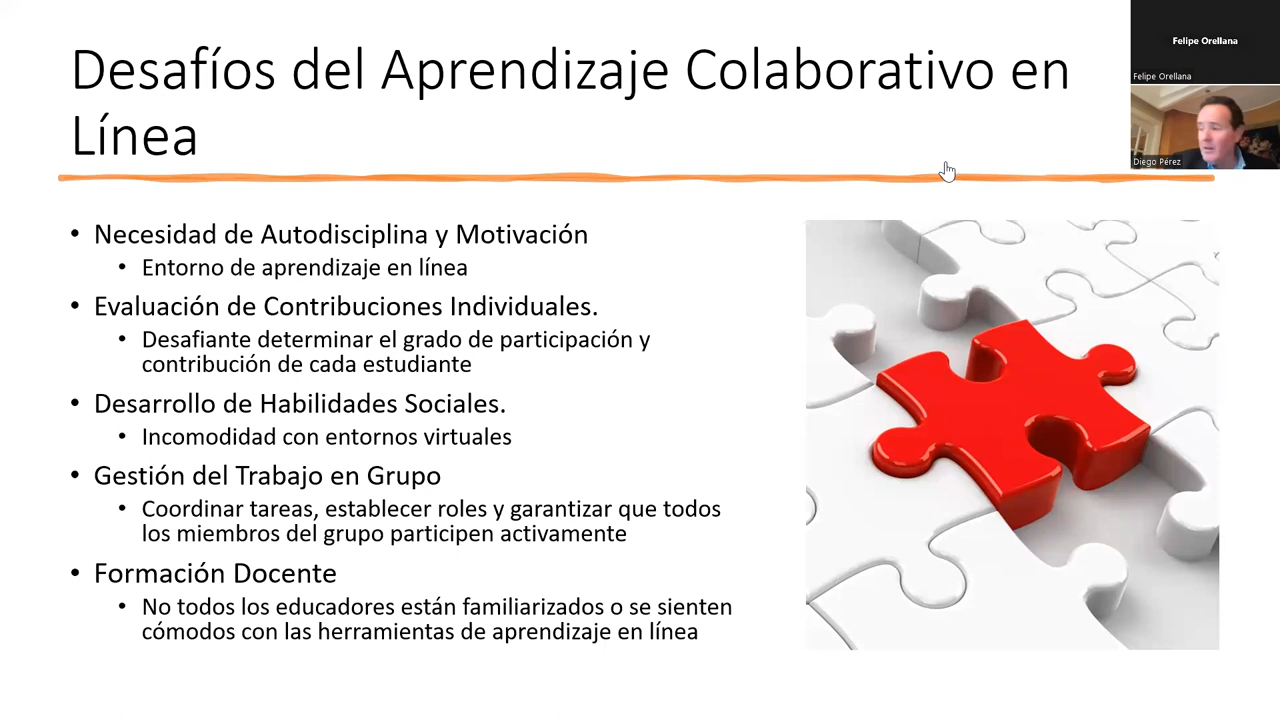 Desafíos del Aprendizaje Colaborativo en
Línea
• Necesidad de Autodisciplina y Motivación
• Entorno de aprendizaje en línea
• Evaluación de Contribuciones Individuales.
• Desafiante determinar el grado de participación y
contribución de cada estudiante
• Desarrollo de Habilidades Sociales.
• Incomodidad con entornos virtuales
• Gestión del Trabajo en Grupo
• Coordinar tareas, establecer roles y garantizar que todos
los miembros del grupo participen activamente
• Formación Docente
• No todos los educadores están familiarizados o se sienten
cómodos con las herramientas de aprendizaje en línea
Felipe Orellana
Felipe Orellana
Diego Pérez